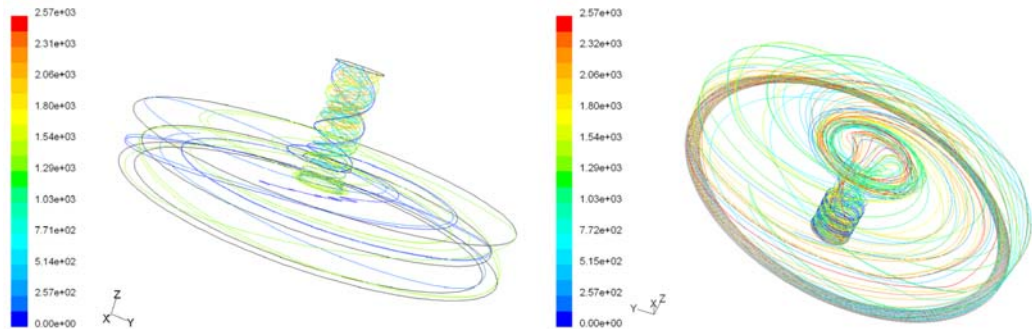 2.57e+03
2.31e+03
2.06e+03
1.80e+03
1.54e+03
1.29e+03
1.03e+03
7.71e+02
5.14e+02
2.57e+02
0.00e+00
Z
X
Y
2.57e+03
2.32e+03
2.06e+03
1.80e+03
1.54e+03
1.29e+03
1.03e+03
7.72e+02
5.15e+02
2.57e+02
0.00e+00
Y X Z